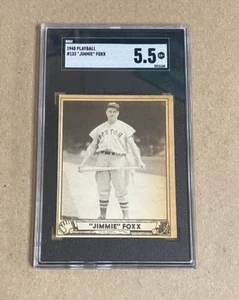 1940 PLAYBALL
#133 "JIMMIE" FOXX
5.5
BOSTON
"JIMMIE" FOXX